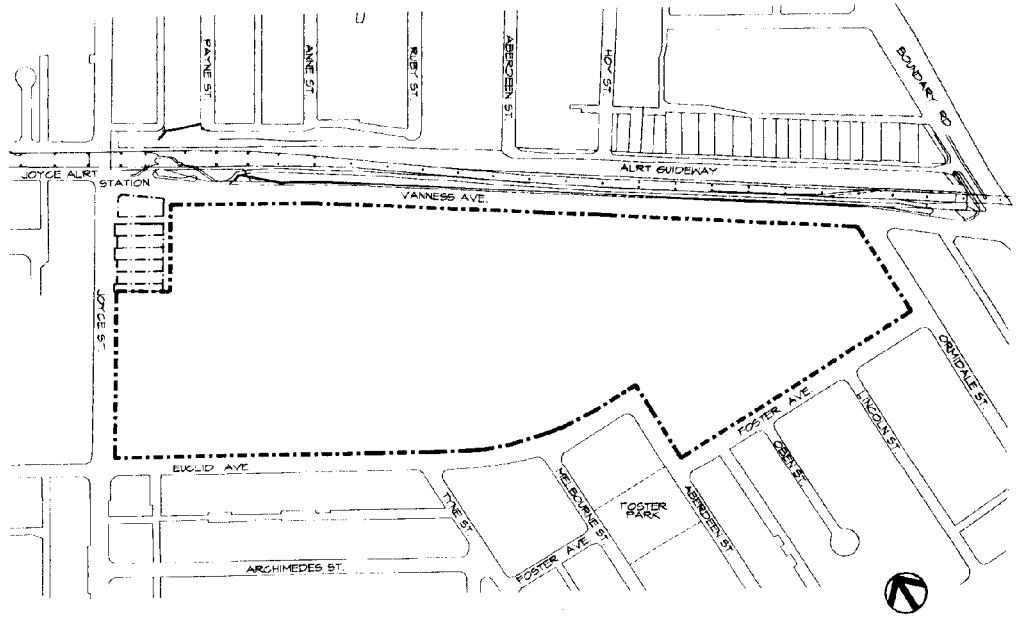 PAYNE ST.
ANNE ST.
RUBY ST.
ABERDEEN ST.
HOY ST.
BOUNDARY RD
JOYCE ALRT
STATION
ALRT GUIDEWAY
VANNESS AVE.
JOYCE ST.
ORMIDALE ST.
FOSTER AVE
LINCOLN ST.
EUCLID AVE
OBEN ST.
TYNE ST
MELBOURNE ST
FOSTER
PARK
ABERDEEN ST
FOSTER AVE
ARCHIMEDES ST.